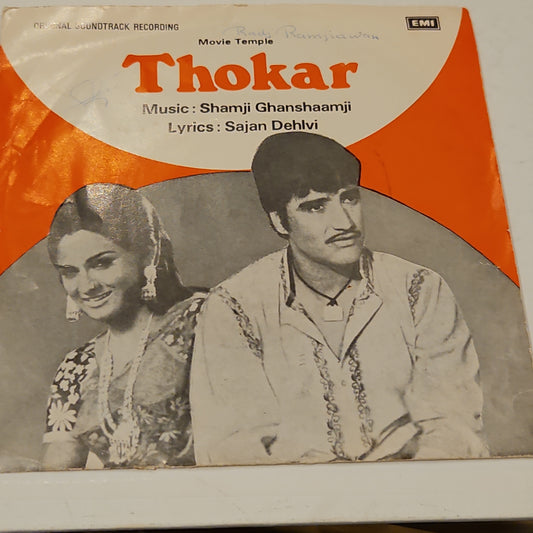 ORIGINAL SOUNDTRACK RECORDING
EMI
Movie Temple
Thokar
Music : Shamji Ghanshaamji
Lyrics : Sajan Dehlvi